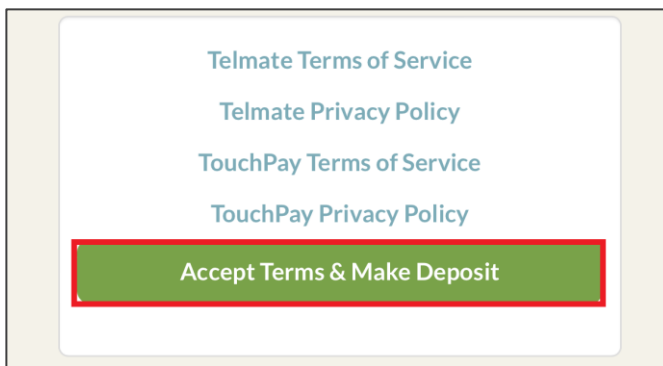 Telmate Terms of Service
Telmate Privacy Policy
TouchPay Terms of Service
TouchPay Privacy Policy
Accept Terms & Make Deposit